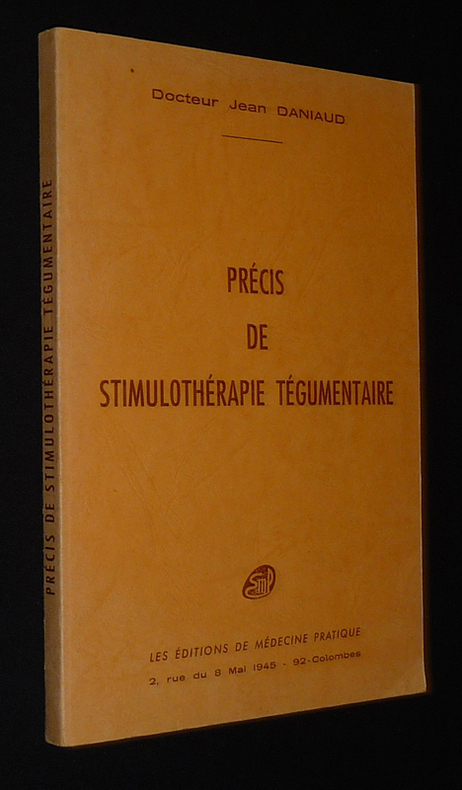 Docteur Jean DANIAUD
PRÉCIS
DE
STIMULOTHÉRAPIE TÉGUMENTAIRE
EMP
LES ÉDITIONS DE MÉDECINE PRATIQUE
2, rue du 8 Mai 1945 - 92-Colombes
PRÉCIS DE STIMULOTHÉRAPIE TÉGUMENTAIRE